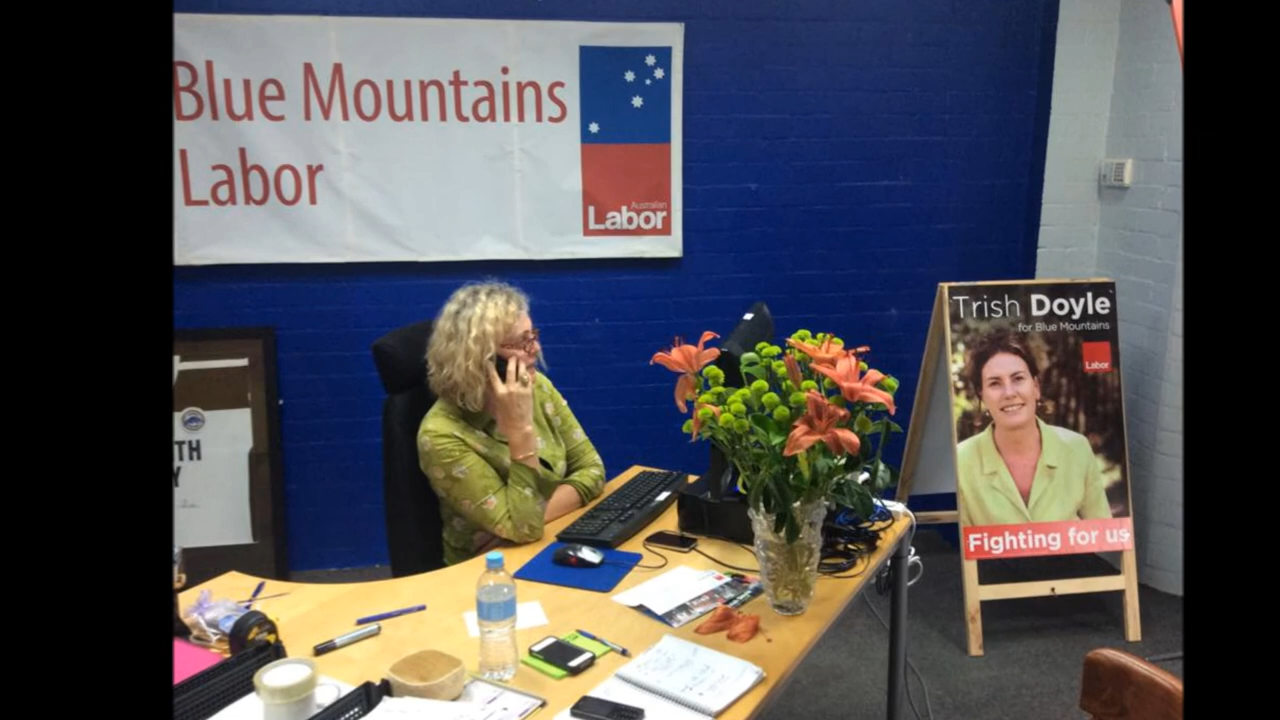 Blue Mountains
Labor
Australian
Labor
Trish Doyle
for Blue Mountains
Labor
Fighting for us
TH
Y